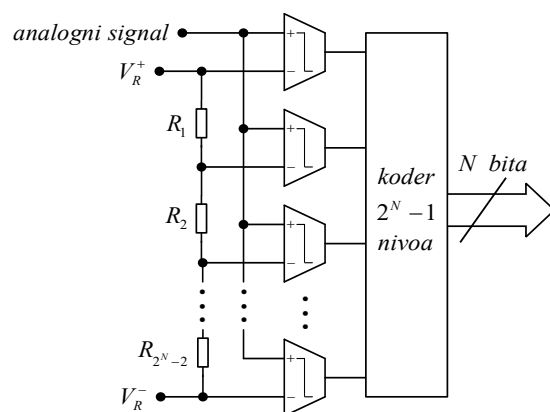 analogni signal
V_R^+
R_1
R_2
R_{2^N-2}
V_R^-
+
−
+
−
+
−
+
−
koder
2^N − 1
nivoa
N bita